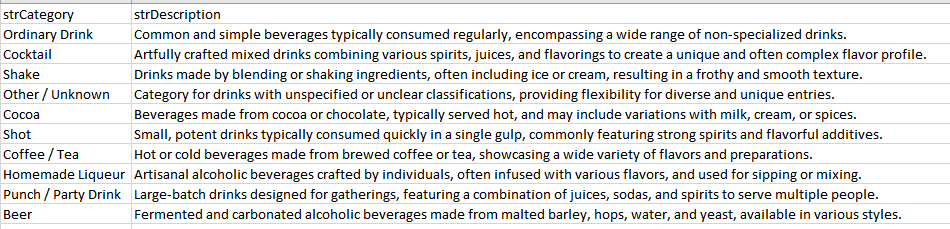 strCategory strDescription
Ordinary Drink Common and simple beverages typically consumed regularly, encompassing a wide range of non-specialized drinks.
Cocktail Artfully crafted mixed drinks combining various spirits, juices, and flavorings to create a unique and often complex flavor profile.
Shake Drinks made by blending or shaking ingredients, often including ice or cream, resulting in a frothy and smooth texture.
Other / Unknown Category for drinks with unspecified or unclear classifications, providing flexibility for diverse and unique entries.
Cocoa Beverages made from cocoa or chocolate, typically served hot, and may include variations with milk, cream, or spices.
Shot Small, potent drinks typically consumed quickly in a single gulp, commonly featuring strong spirits and flavorful additives.
Coffee / Tea Hot or cold beverages made from brewed coffee or tea, showcasing a wide variety of flavors and preparations.
Homemade Liqueur Artisanal alcoholic beverages crafted by individuals, often infused with various flavors, and used for sipping or mixing.
Punch / Party Drink Large-batch drinks designed for gatherings, featuring a combination of juices, sodas, and spirits to serve multiple people.
Beer Fermented and carbonated alcoholic beverages made from malted barley, hops, water, and yeast, available in various styles.